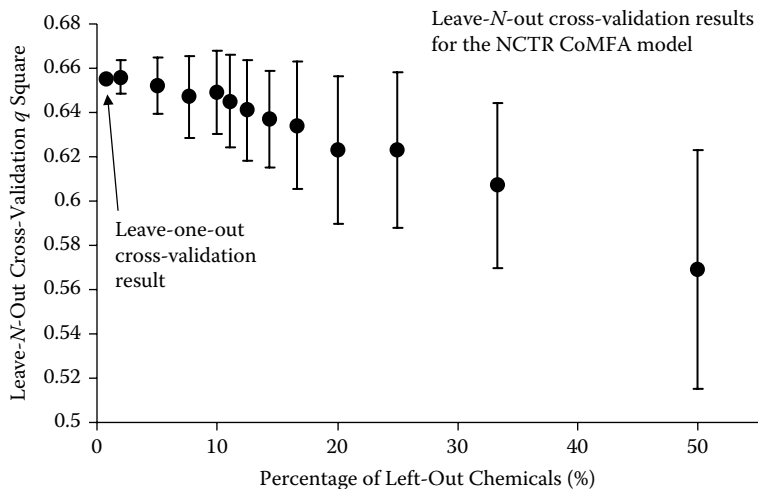 Leave-N-out cross-validation results
for the NCTR CoMFA model
Leave-N-Out Cross-Validation q Square
0.68
0.66
0.64
0.62
0.6
0.58
0.56
0.54
0.52
0.5
Leave-one-out
cross-validation
result
0
10
20
30
40
50
Percentage of Left-Out Chemicals (%)